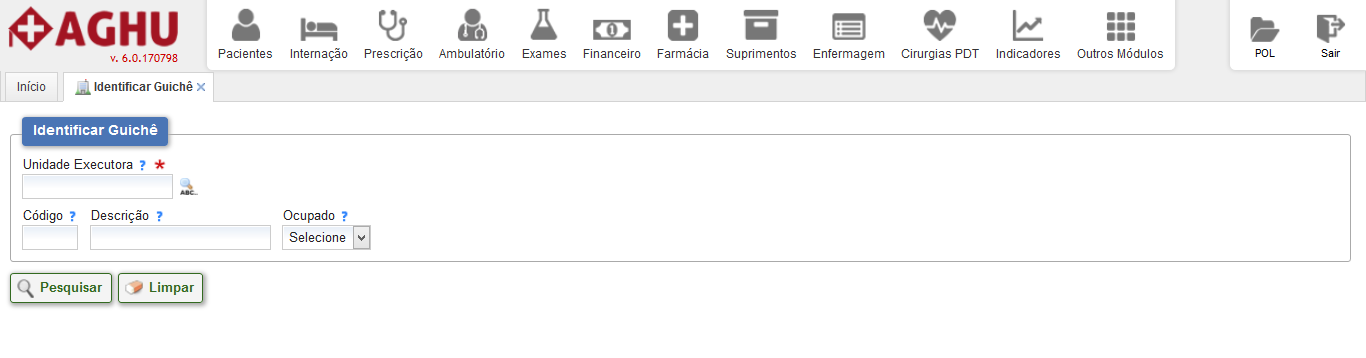 AGHU
v. 6.0.170798
Pacientes Internação Prescrição Ambulatório Exames Financeiro Farmácia Suprimentos Enfermagem Cirurgias PDT Indicadores Outros Módulos POL Sair
Início Identificar Guichê
Identificar Guichê
Unidade Executora ? *
ABC...
Código ? Descrição ? Ocupado ?
Selecione
Pesquisar Limpar